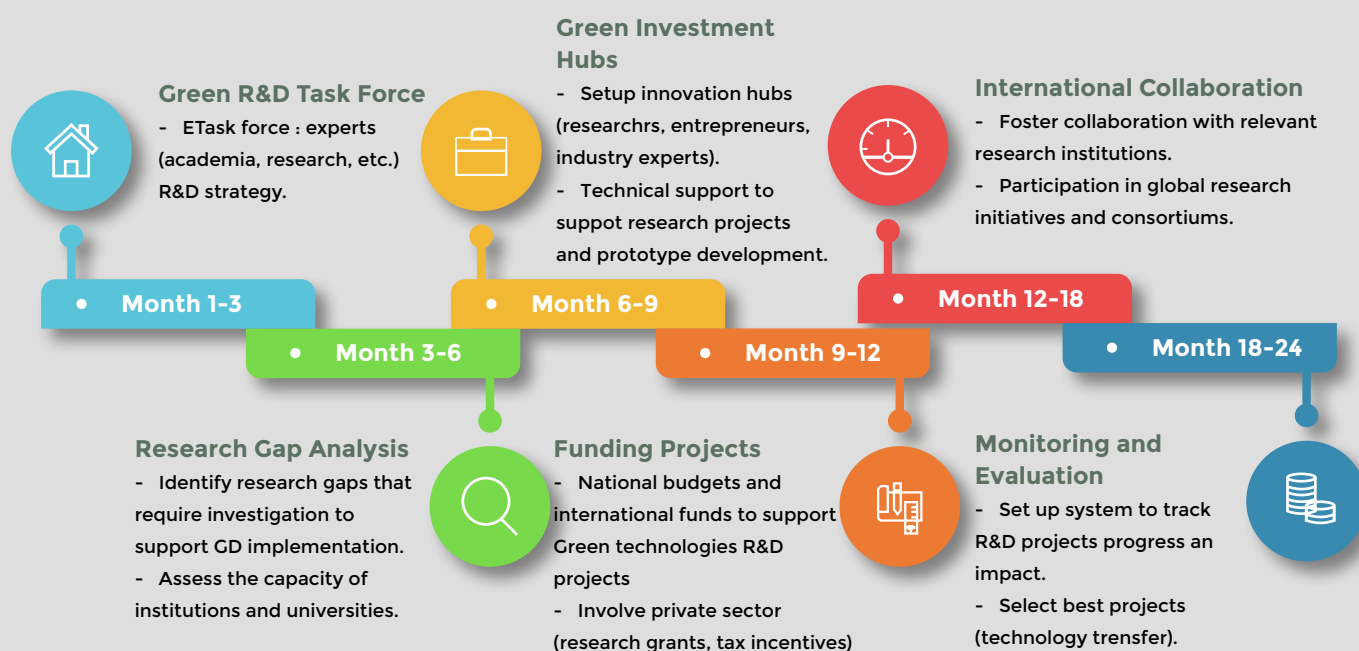 Green R&D Task Force
- ETask force : experts
(academia, research, etc.)
R&D strategy.
Month 1-3
Research Gap Analysis
- Identify research gaps that
require investigation to
support GD implementation.
- Assess the capacity of
institutions and universities.
Month 3-6
Green Investment
Hubs
- Setup innovation hubs
(researchrs, entrepreneurs,
industry experts).
- Technical support to
suppot research projects
and prototype development.
Month 6-9
Funding Projects
- National budgets and
international funds to support
Green technologies R&D
projects
- Involve private sector
(research grants, tax incentives)
Month 9-12
International Collaboration
- Foster collaboration with relevant
research institutions.
- Participation in global research
initiatives and consortiums.
Month 12-18
Monitoring and
Evaluation
- Set up system to track
R&D projects progress an
impact.
- Select best projects
(technology trensfer).
Month 18-24